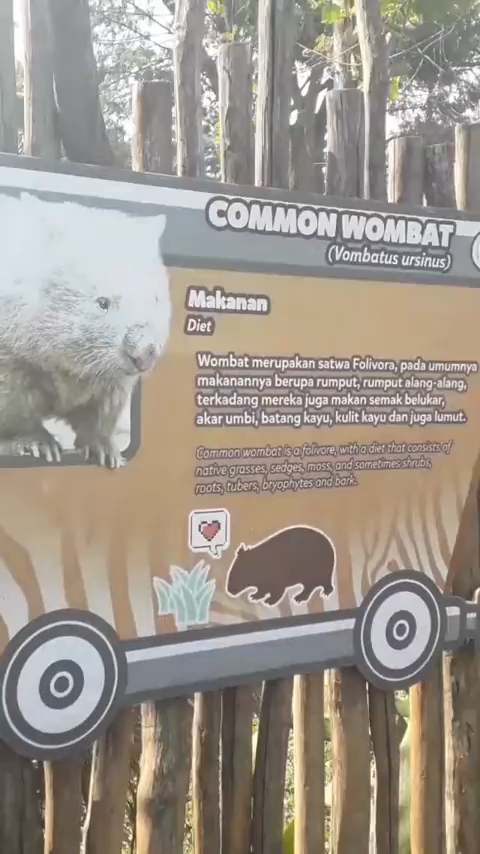 COMMON WOMBAT
(Vombatus ursinus)
Makanan
Diet
Wombat merupakan satwa Folivora, pada umumnya
makanannya berupa rumput, rumput alang-alang,
terkadang mereka juga makan semak belukar,
akar umbi, batang kayu, kulit kayu dan juga lumut.
Common wombat is a folivore, with a diet that consists of
native grasses, sedges, moss, and sometimes shrubs,
roots, tubers, bryophytes and bark.